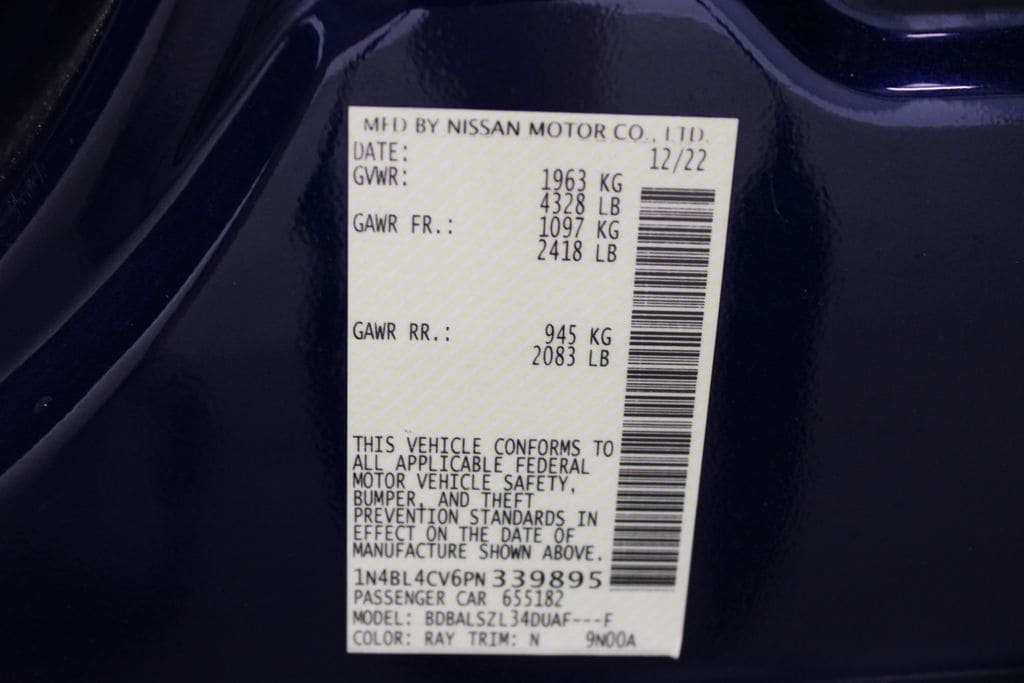 MFD BY NISSAN MOTOR CO., LTD.
DATE: 12/22
GVWR: 1963 KG
4328 LB
GAWR FR.: 1097 KG
2418 LB
GAWR RR.: 945 KG
2083 LB
THIS VEHICLE CONFORMS TO
ALL APPLICABLE FEDERAL
MOTOR VEHICLE SAFETY,
BUMPER, AND THEFT
PREVENTION STANDARDS IN
EFFECT ON THE DATE OF
MANUFACTURE SHOWN ABOVE.
1N4BL4CV6PN339895
PASSENGER CAR 655182
MODEL: BDBALSZL34DUAF---F
COLOR: RAY TRIM: N 9N00A